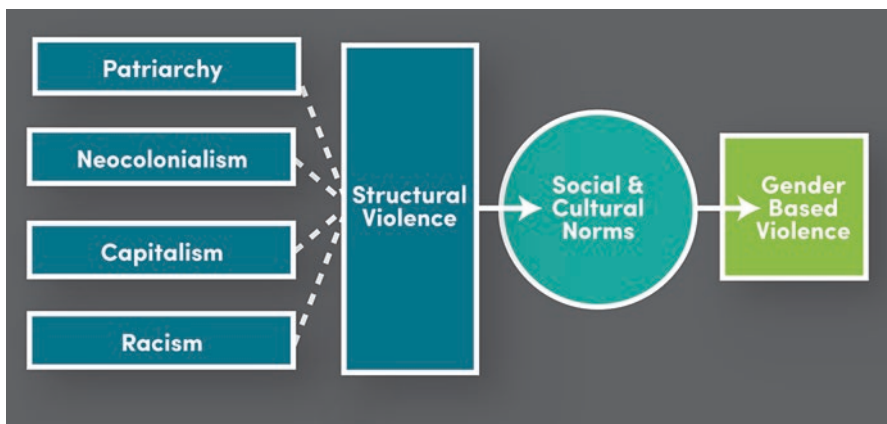 Patriarchy
Neocolonialism
Capitalism
Racism
Structural
Violence
Social &
Cultural
Norms
Gender
Based
Violence